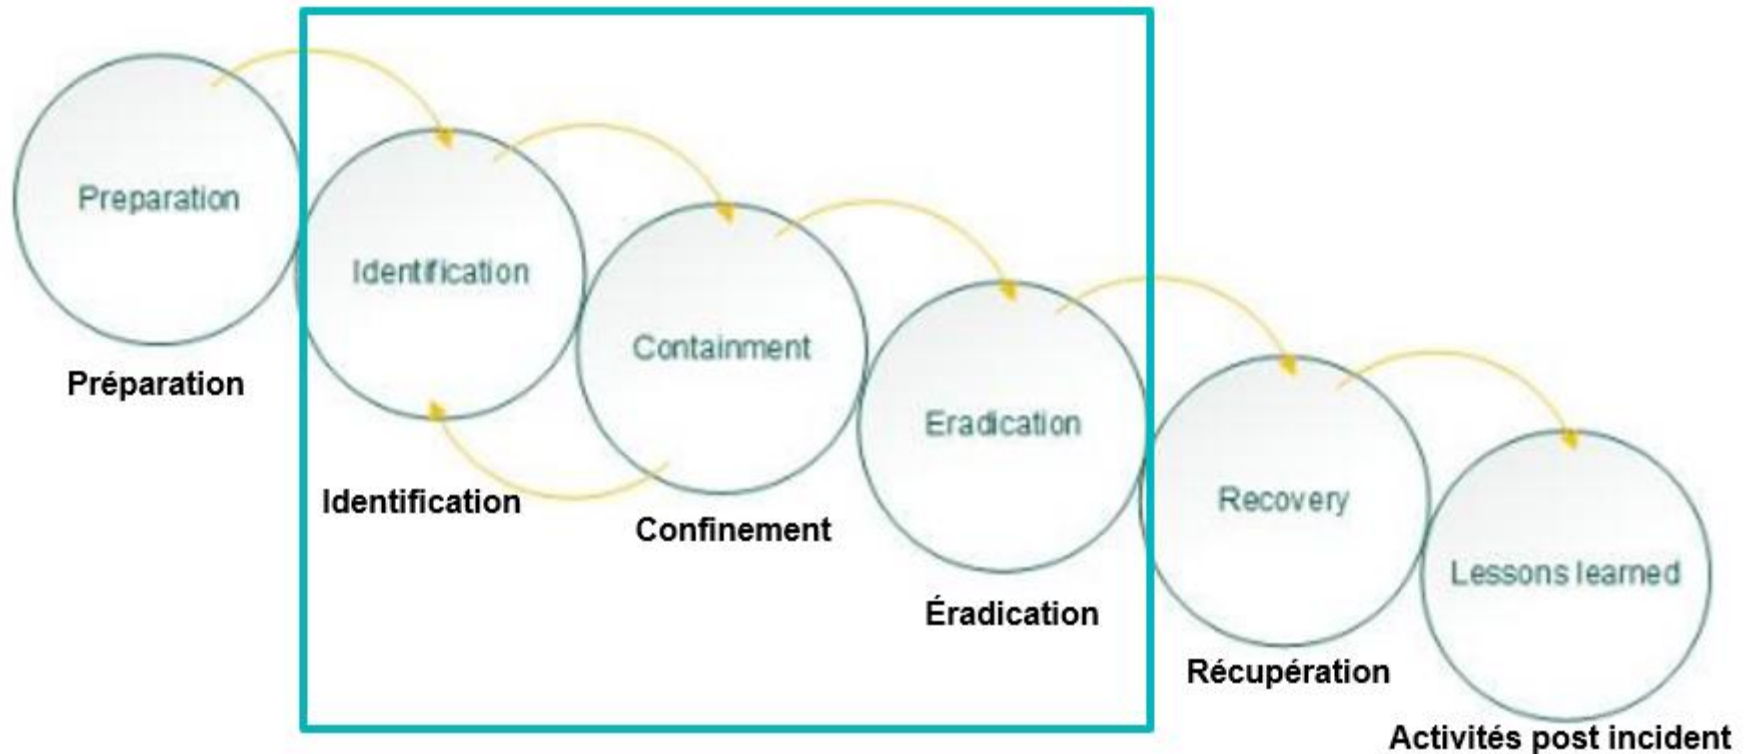 Preparation
Préparation
Identification
Identification
Containment
Confinement
Eradication
Éradication
Recovery
Récupération
Lessons learned
Activités post incident